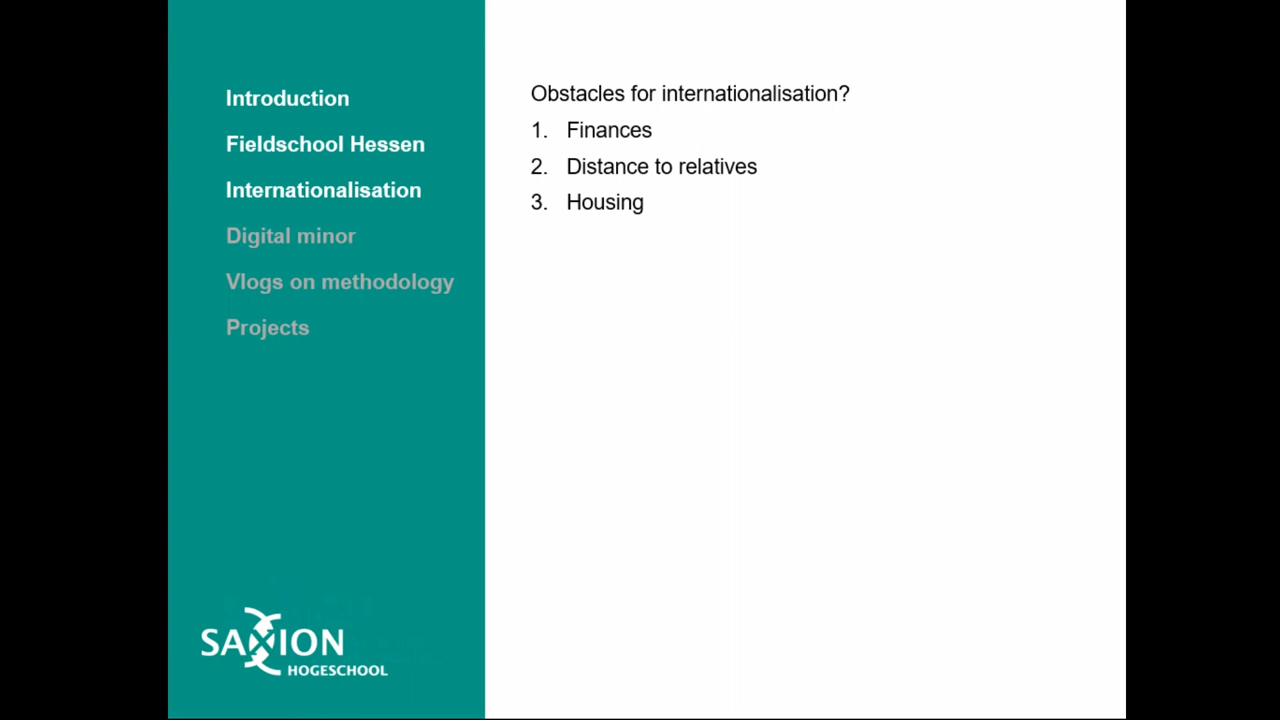 Introduction
Fieldschool Hessen
Internationalisation
Digital minor
Vlogs on methodology
Projects
SAXION
HOGESCHOOL
Obstacles for internationalisation?
1. Finances
2. Distance to relatives
3. Housing